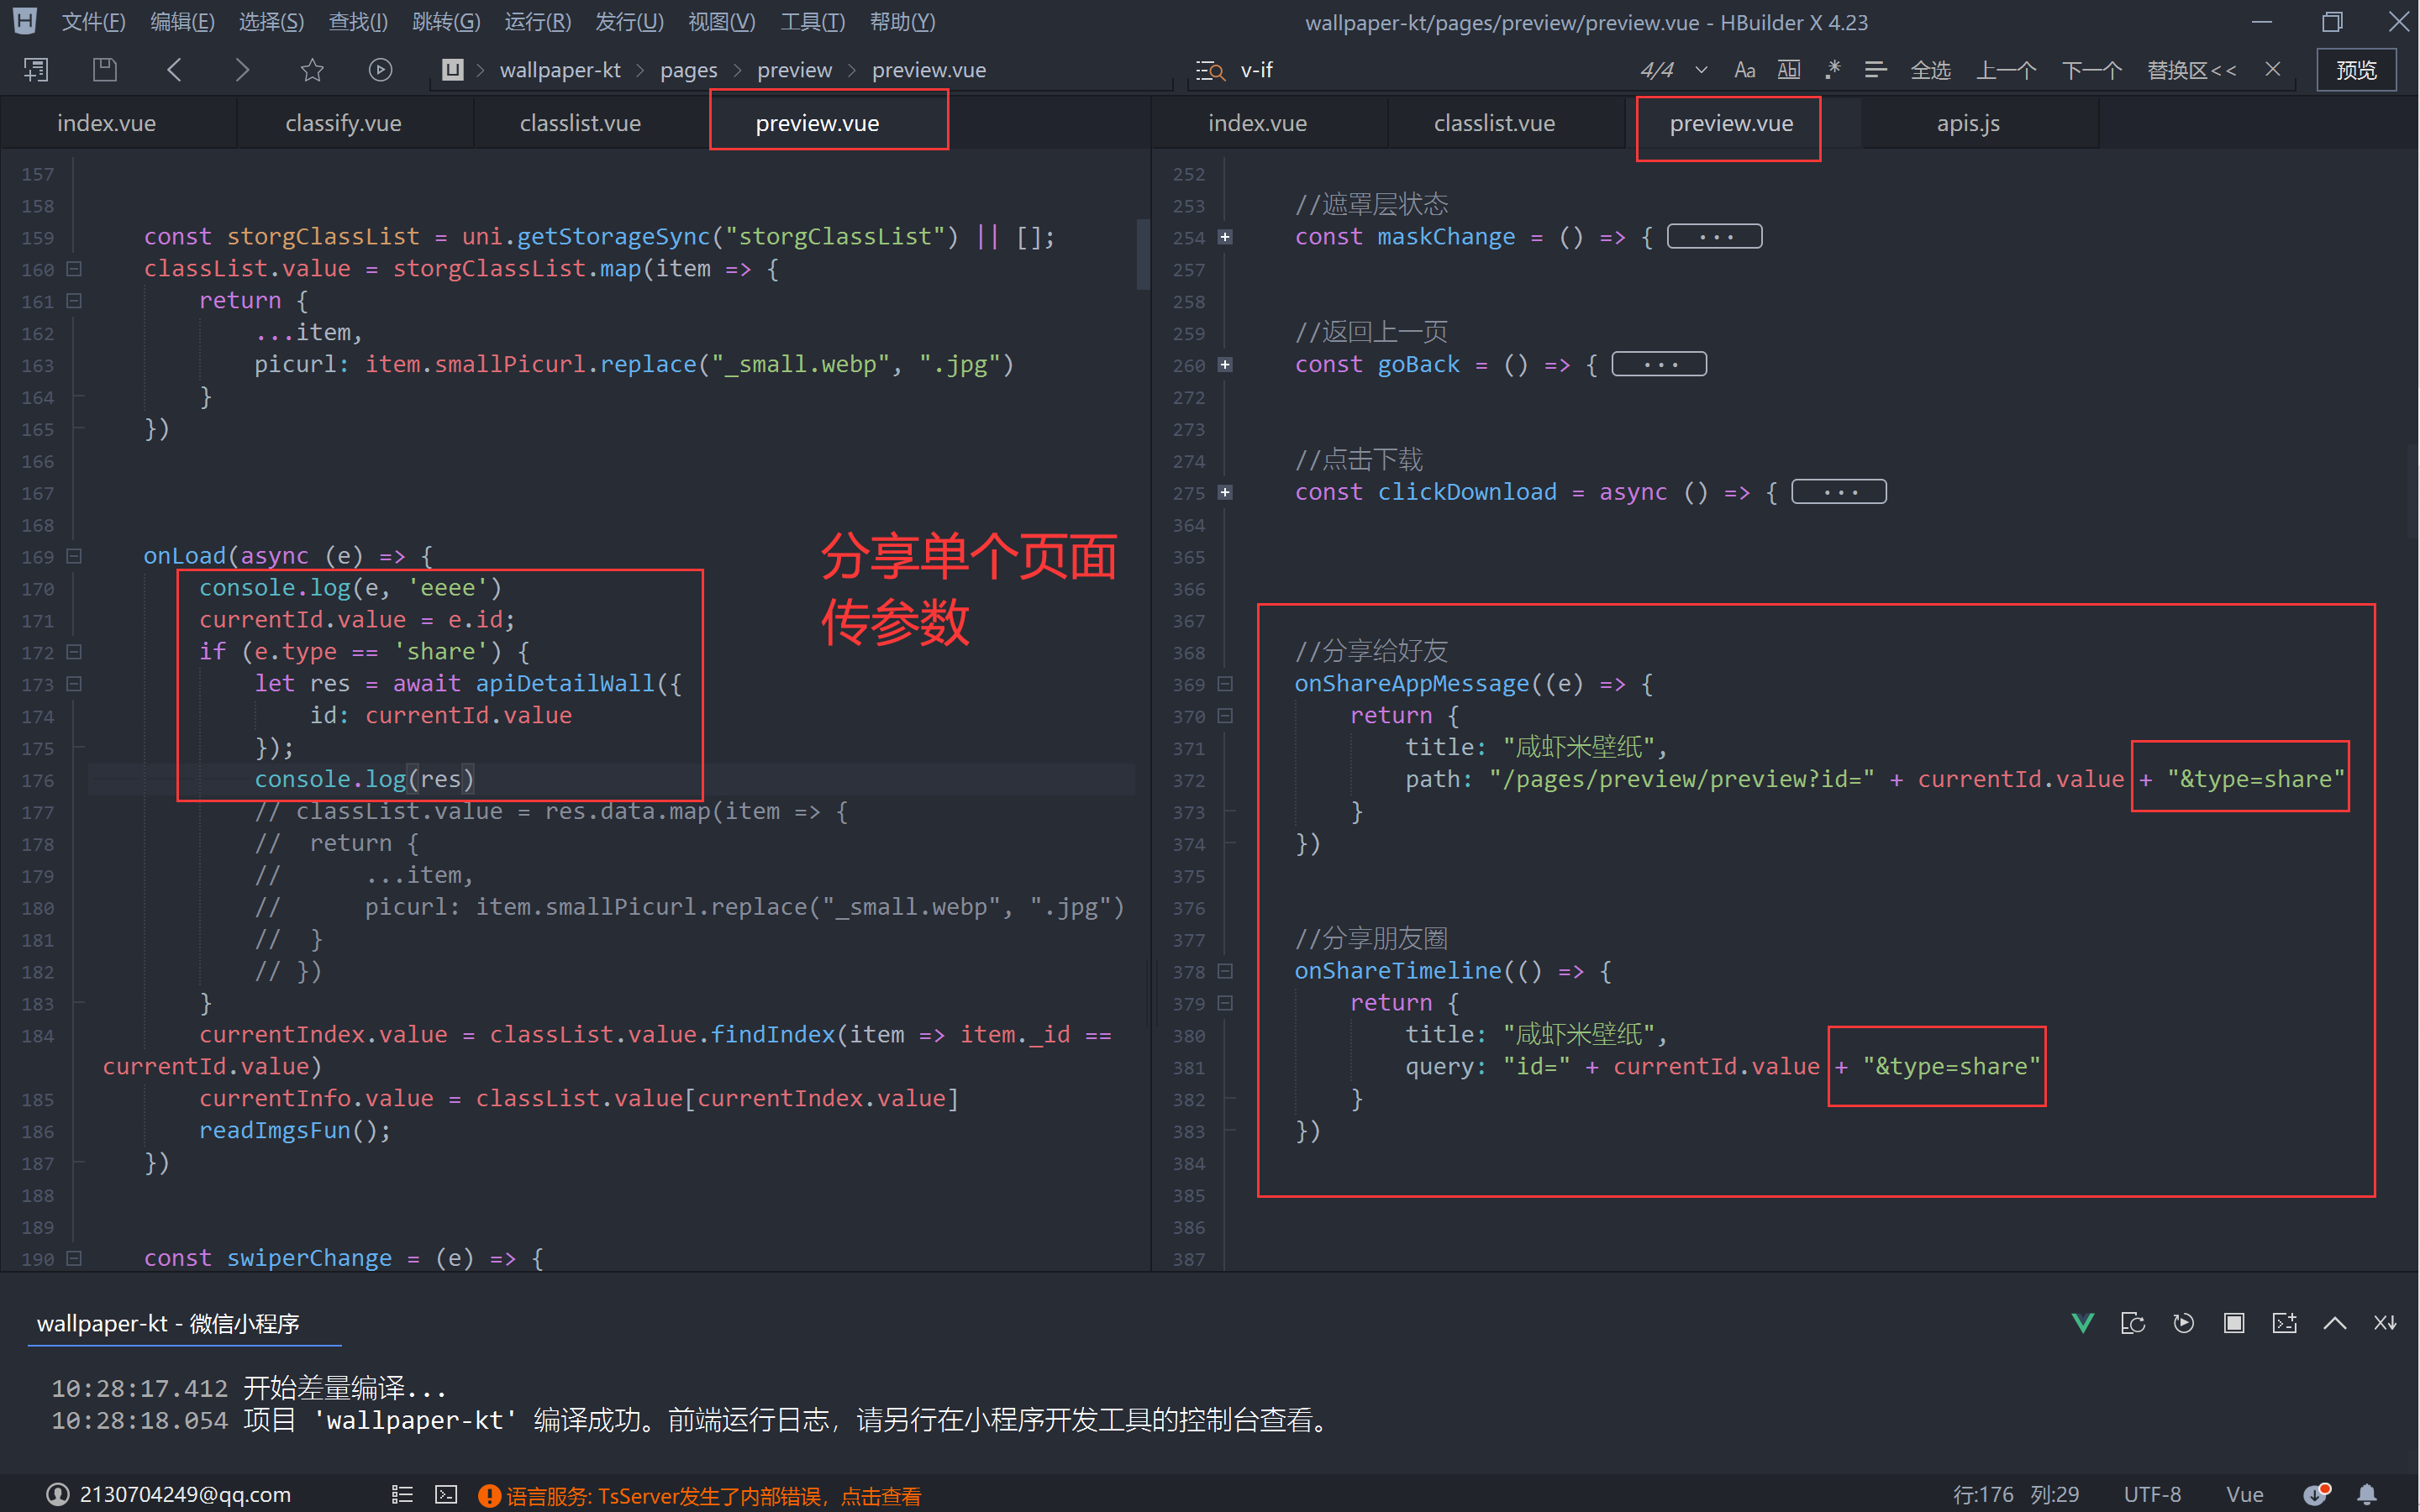 文件(F) 编辑(E) 选择(S) 查找(I) 跳转(G) 运行(R) 发行(U) 视图(V) 工具(T) 帮助(Y)
wallpaper-kt/pages/preview/preview.vue - HBuilder X 4.23
wallpaper-kt > pages > preview > preview.vue
v-if
4/4 Aa Ab .* 全选 上一个 下一个 替换区<< 预览
index.vue classify.vue classlist.vue preview.vue
157
158
159 const storgClassList = uni.getStorageSync("storgClassList") || [];
160 classList.value = storgClassList.map(item => {
161 return {
162 ...item,
163 picurl: item.smallPicurl.replace("_small.webp", ".jpg")
164 }
165 })
166
167
168
169 onLoad(async (e) => {
170 console.log(e, 'eeee')
171 currentId.value = e.id;
172 if (e.type == 'share') {
173 let res = await apiDetailWall({
174 id: currentId.value
175 });
176 console.log(res)
177 // classList.value = res.data.map(item => {
178 // return {
179 // ...item,
180 // picurl: item.smallPicurl.replace("_small.webp", ".jpg")
181 // }
182 // })
183 }
184 currentIndex.value = classList.value.findIndex(item => item._id ==
currentId.value)
185 currentInfo.value = classList.value[currentIndex.value]
186 readImgsFun();
187 })
188
189
190 const swiperChange = (e) => {
分享单个页面
传参数
index.vue classlist.vue preview.vue apis.js
252
253 //遮罩层状态
254 const maskChange = () => { ...
257
258
259 //返回上一页
260 const goBack = () => { ...
272
273
274 //点击下载
275 const clickDownload = async () => { ...
364
365
366
367
368 //分享给好友
369 onShareAppMessage((e) => {
370 return {
371 title: "咸虾米壁纸",
372 path: "/pages/preview/preview?id=" + currentId.value + "&type=share"
373 }
374 })
375
376
377 //分享朋友圈
378 onShareTimeline(() => {
379 return {
380 title: "咸虾米壁纸",
381 query: "id=" + currentId.value + "&type=share"
382 }
383 })
384
385
386
387
wallpaper-kt - 微信小程序
10:28:17.412 开始差量编译...
10:28:18.054 项目 'wallpaper-kt' 编译成功。前端运行日志，请另行在小程序开发工具的控制台查看。
2130704249@qq.com
语言服务: TsServer发生了内部错误，点击查看
行:176 列:29 UTF-8 Vue